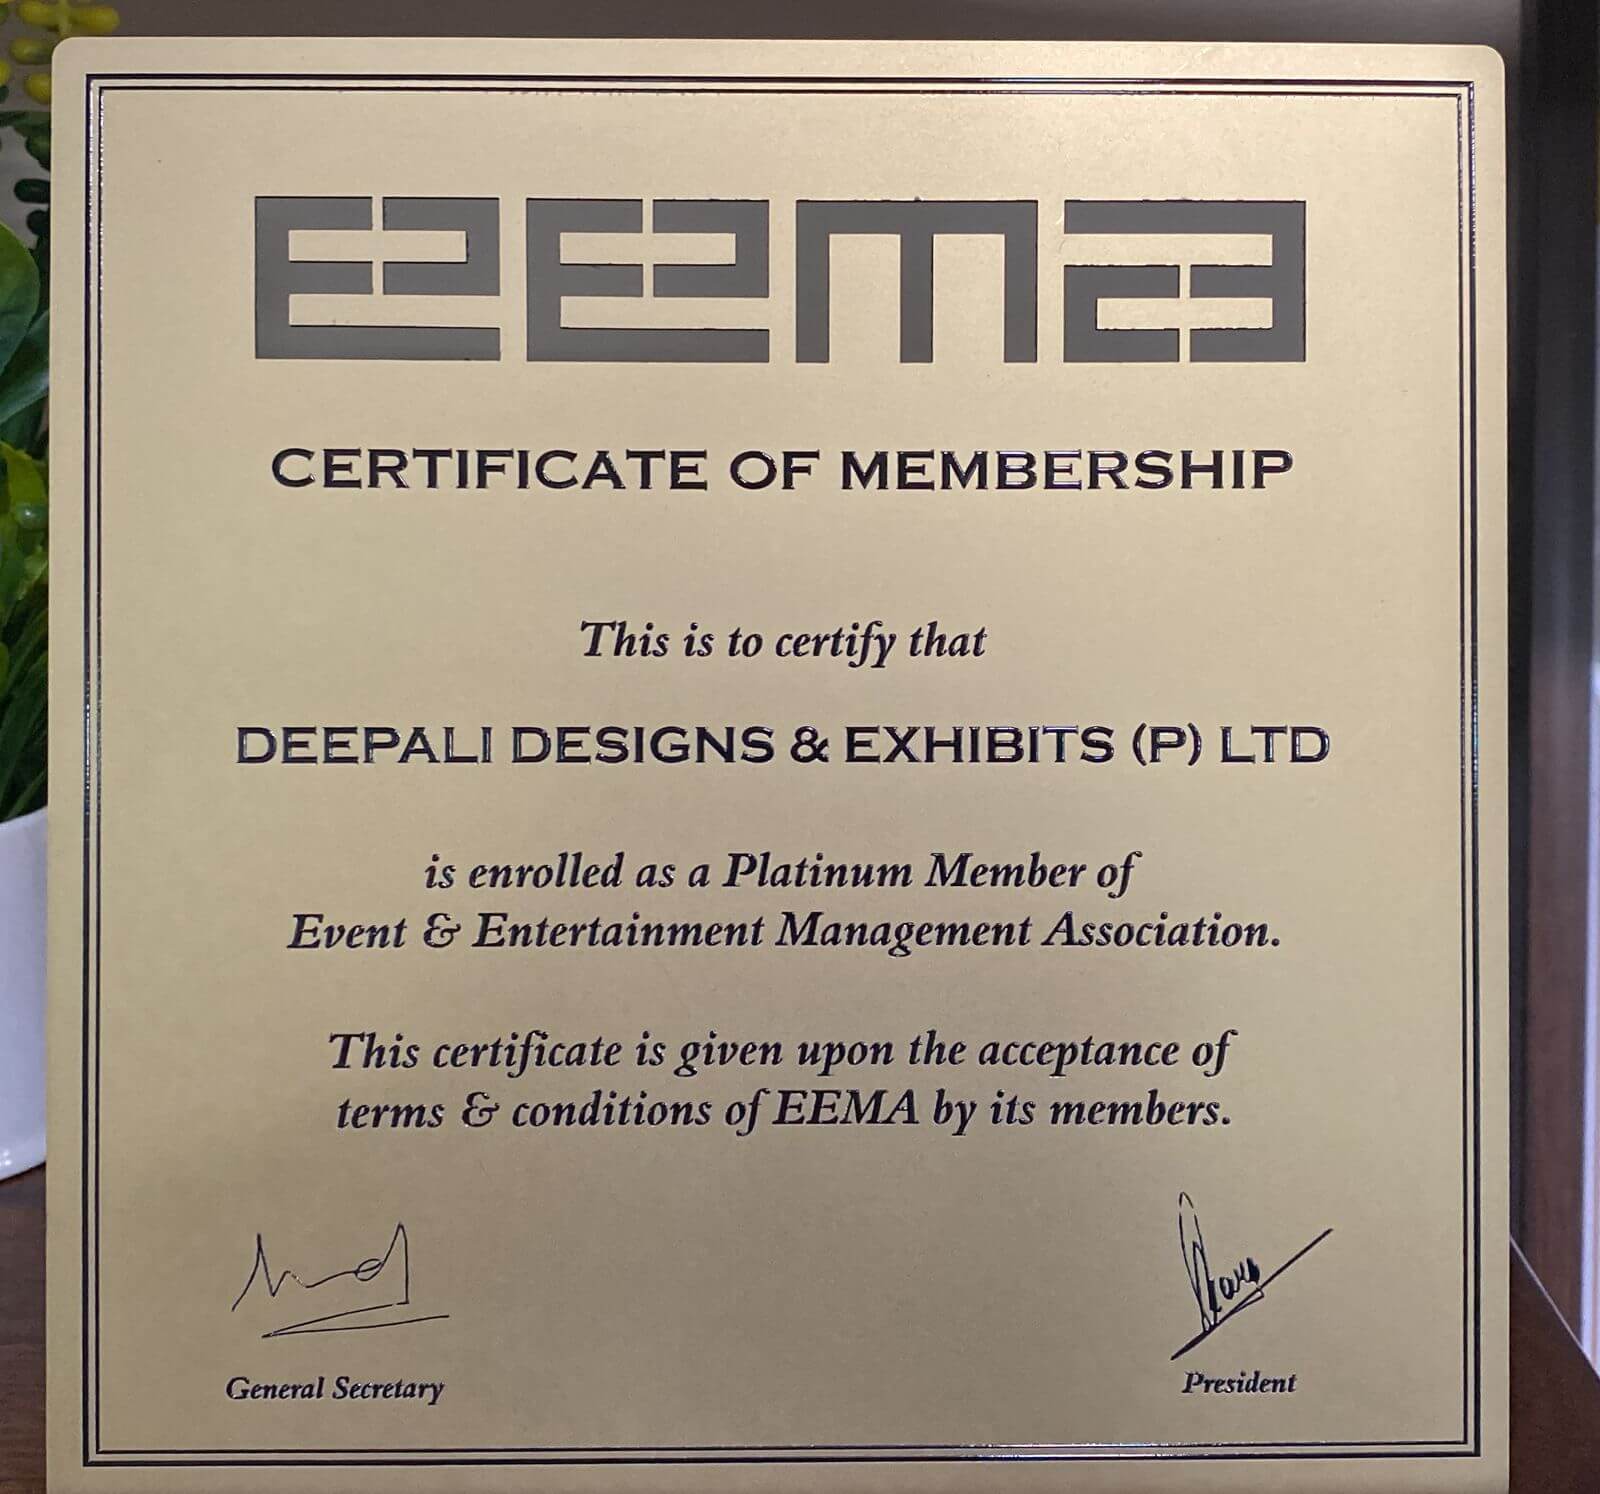 EEMA
CERTIFICATE OF MEMBERSHIP
This is to certify that
DEEPALI DESIGNS & EXHIBITS (P) LTD
is enrolled as a Platinum Member of
Event & Entertainment Management Association.
This certificate is given upon the acceptance of
terms & conditions of EEMA by its members.
General Secretary
President